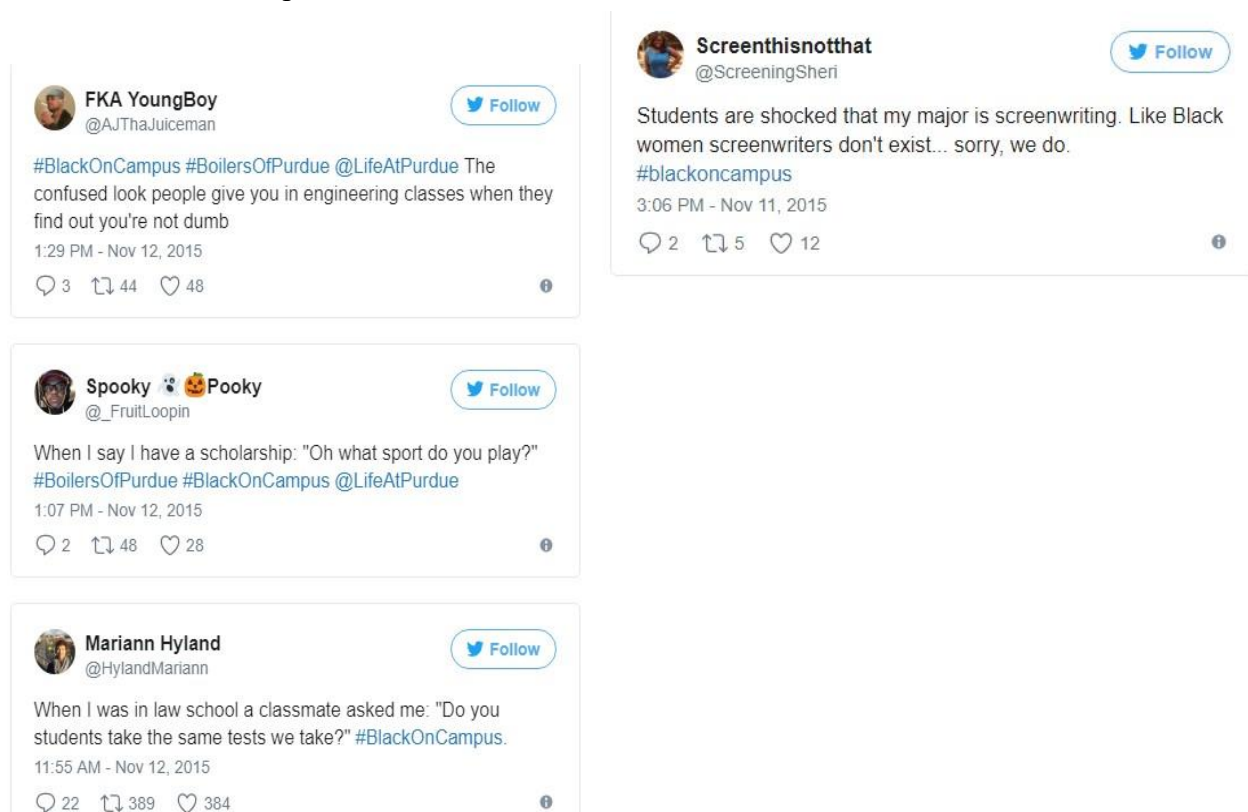 FKA YoungBoy
@AJThaJuiceman
Follow
#BlackOnCampus #BoilersOfPurdue @LifeAtPurdue The
confused look people give you in engineering classes when they
find out you're not dumb
1:29 PM - Nov 12, 2015
3 44 48
Spooky 👻 🎃Pooky
@_FruitLoopin
Follow
When I say I have a scholarship: "Oh what sport do you play?"
#BoilersOfPurdue #BlackOnCampus @LifeAtPurdue
1:07 PM - Nov 12, 2015
2 48 28
Mariann Hyland
@HylandMariann
Follow
When I was in law school a classmate asked me: "Do you
students take the same tests we take?" #BlackOnCampus.
11:55 AM - Nov 12, 2015
22 389 384
Screenthisnotthat
@ScreeningSheri
Follow
Students are shocked that my major is screenwriting. Like Black
women screenwriters don't exist... sorry, we do.
#blackoncampus
3:06 PM - Nov 11, 2015
2 5 12